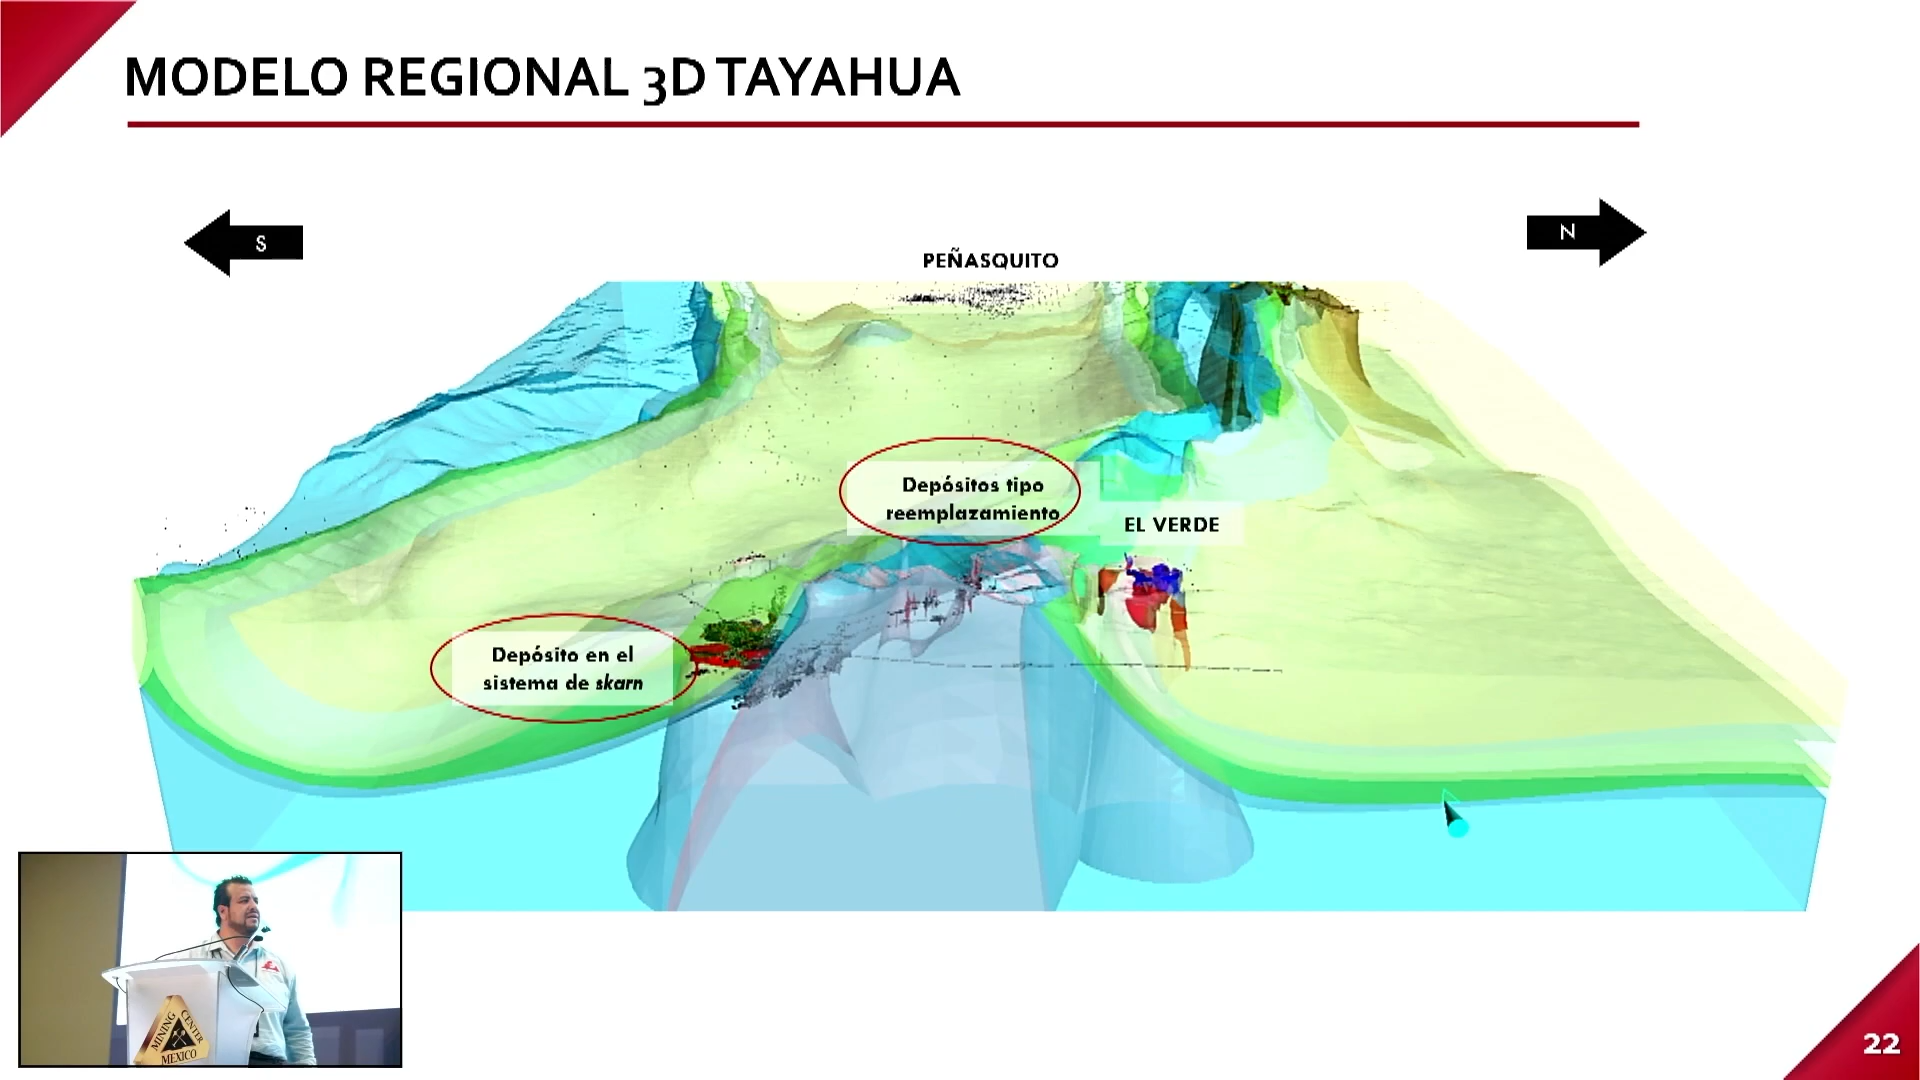 MODELO REGIONAL 3D TAYAHUA
S
N
PEÑASQUITO
Depósitos tipo
reemplazamiento
EL VERDE
Depósito en el
sistema de skarn
MINING
CENTER
MEXICO
22